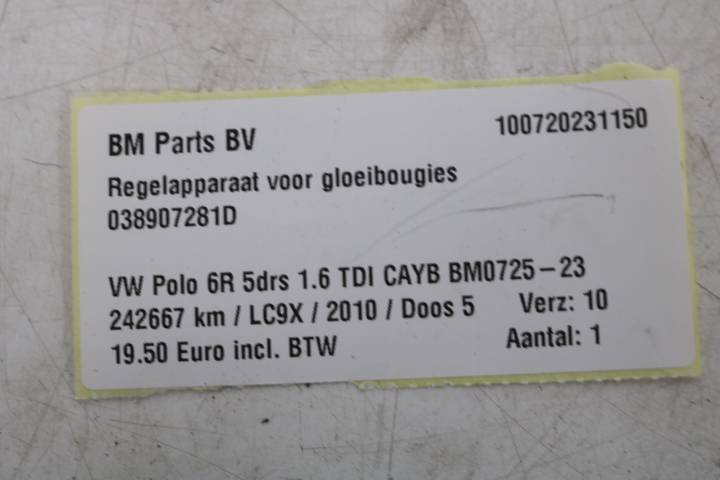 BM Parts BV 100720231150
Regelapparaat voor gloeibougies
038907281D
VW Polo 6R 5drs 1.6 TDI CAYB BM0725-23
242667 km / LC9X / 2010 / Doos 5 Verz: 10
19.50 Euro incl. BTW Aantal: 1